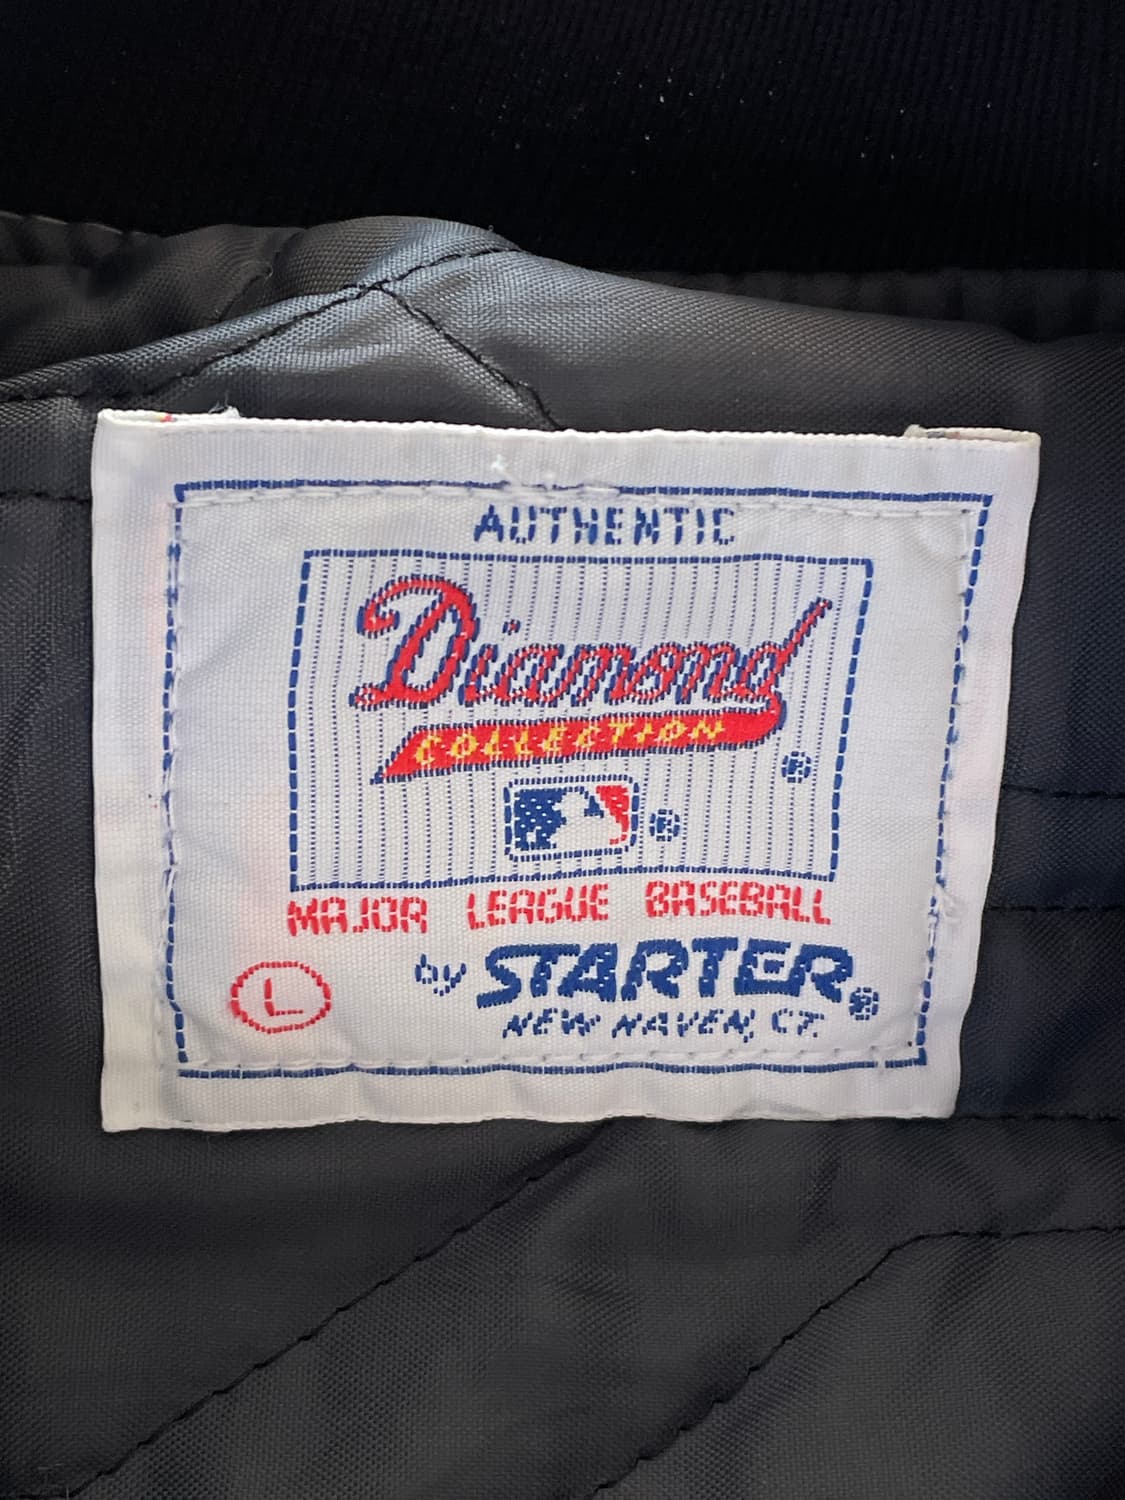 AUTHENTIC
Diamond
COLLECTION
®
®
MAJOR LEAGUE BASEBALL
by STARTER®
L
NEW HAVEN, CT.